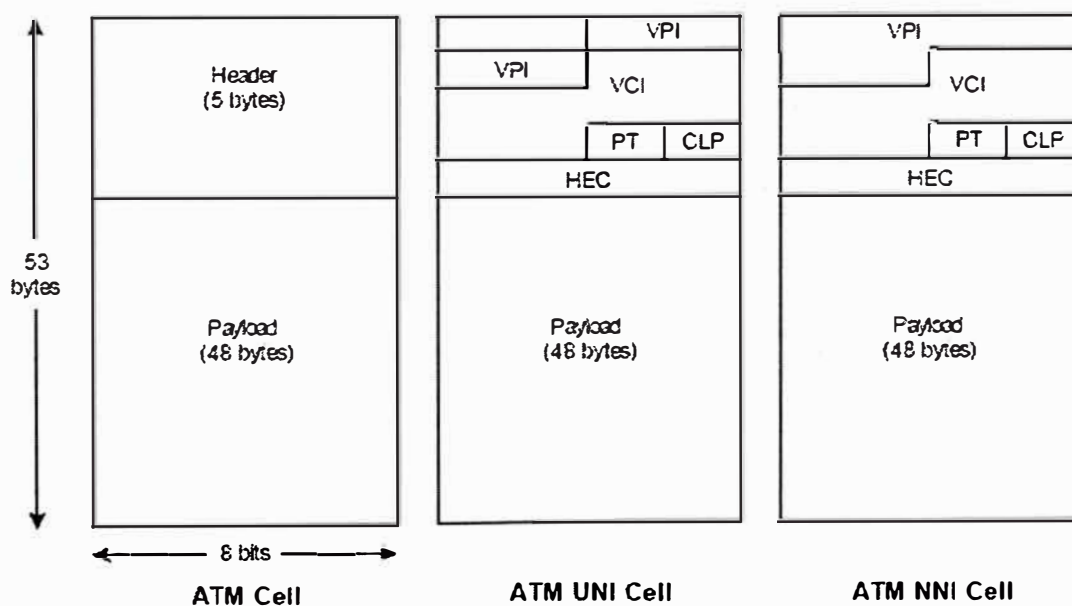 Header
(5 bytes)
53
bytes
Payload
(48 bytes)
8 bits
ATM Cell
VPI
VPI
VCI
PT
CLP
HEC
Payload
(48 bytes)
ATM UNI Cell
VPI
VCI
PT
CLP
HEC
Payload
(48 bytes)
ATM NNI Cell